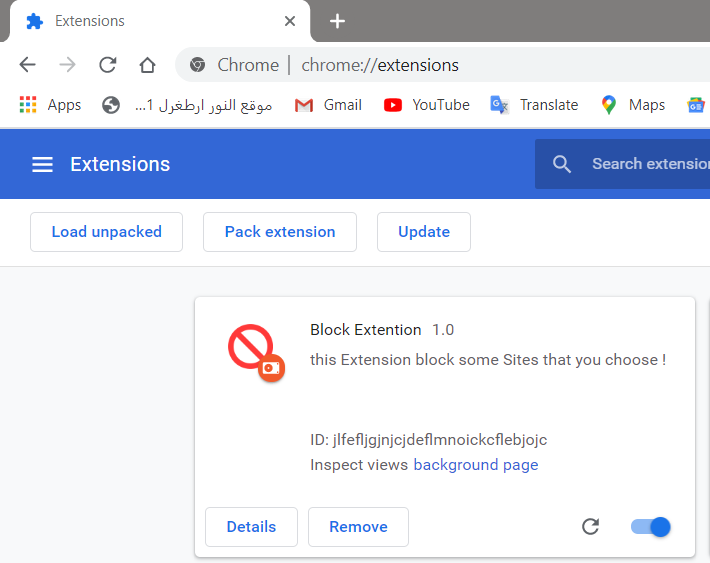 Extensions
Chrome | chrome://extensions
Apps موقع النور ارطغرل 1... Gmail YouTube Translate Maps
Extensions Search extensio
Load unpacked Pack extension Update
Block Extention 1.0
this Extension block some Sites that you choose !
ID: jlfefljgjnjcjdeflmnoickcflebjojc
Inspect views background page
Details Remove